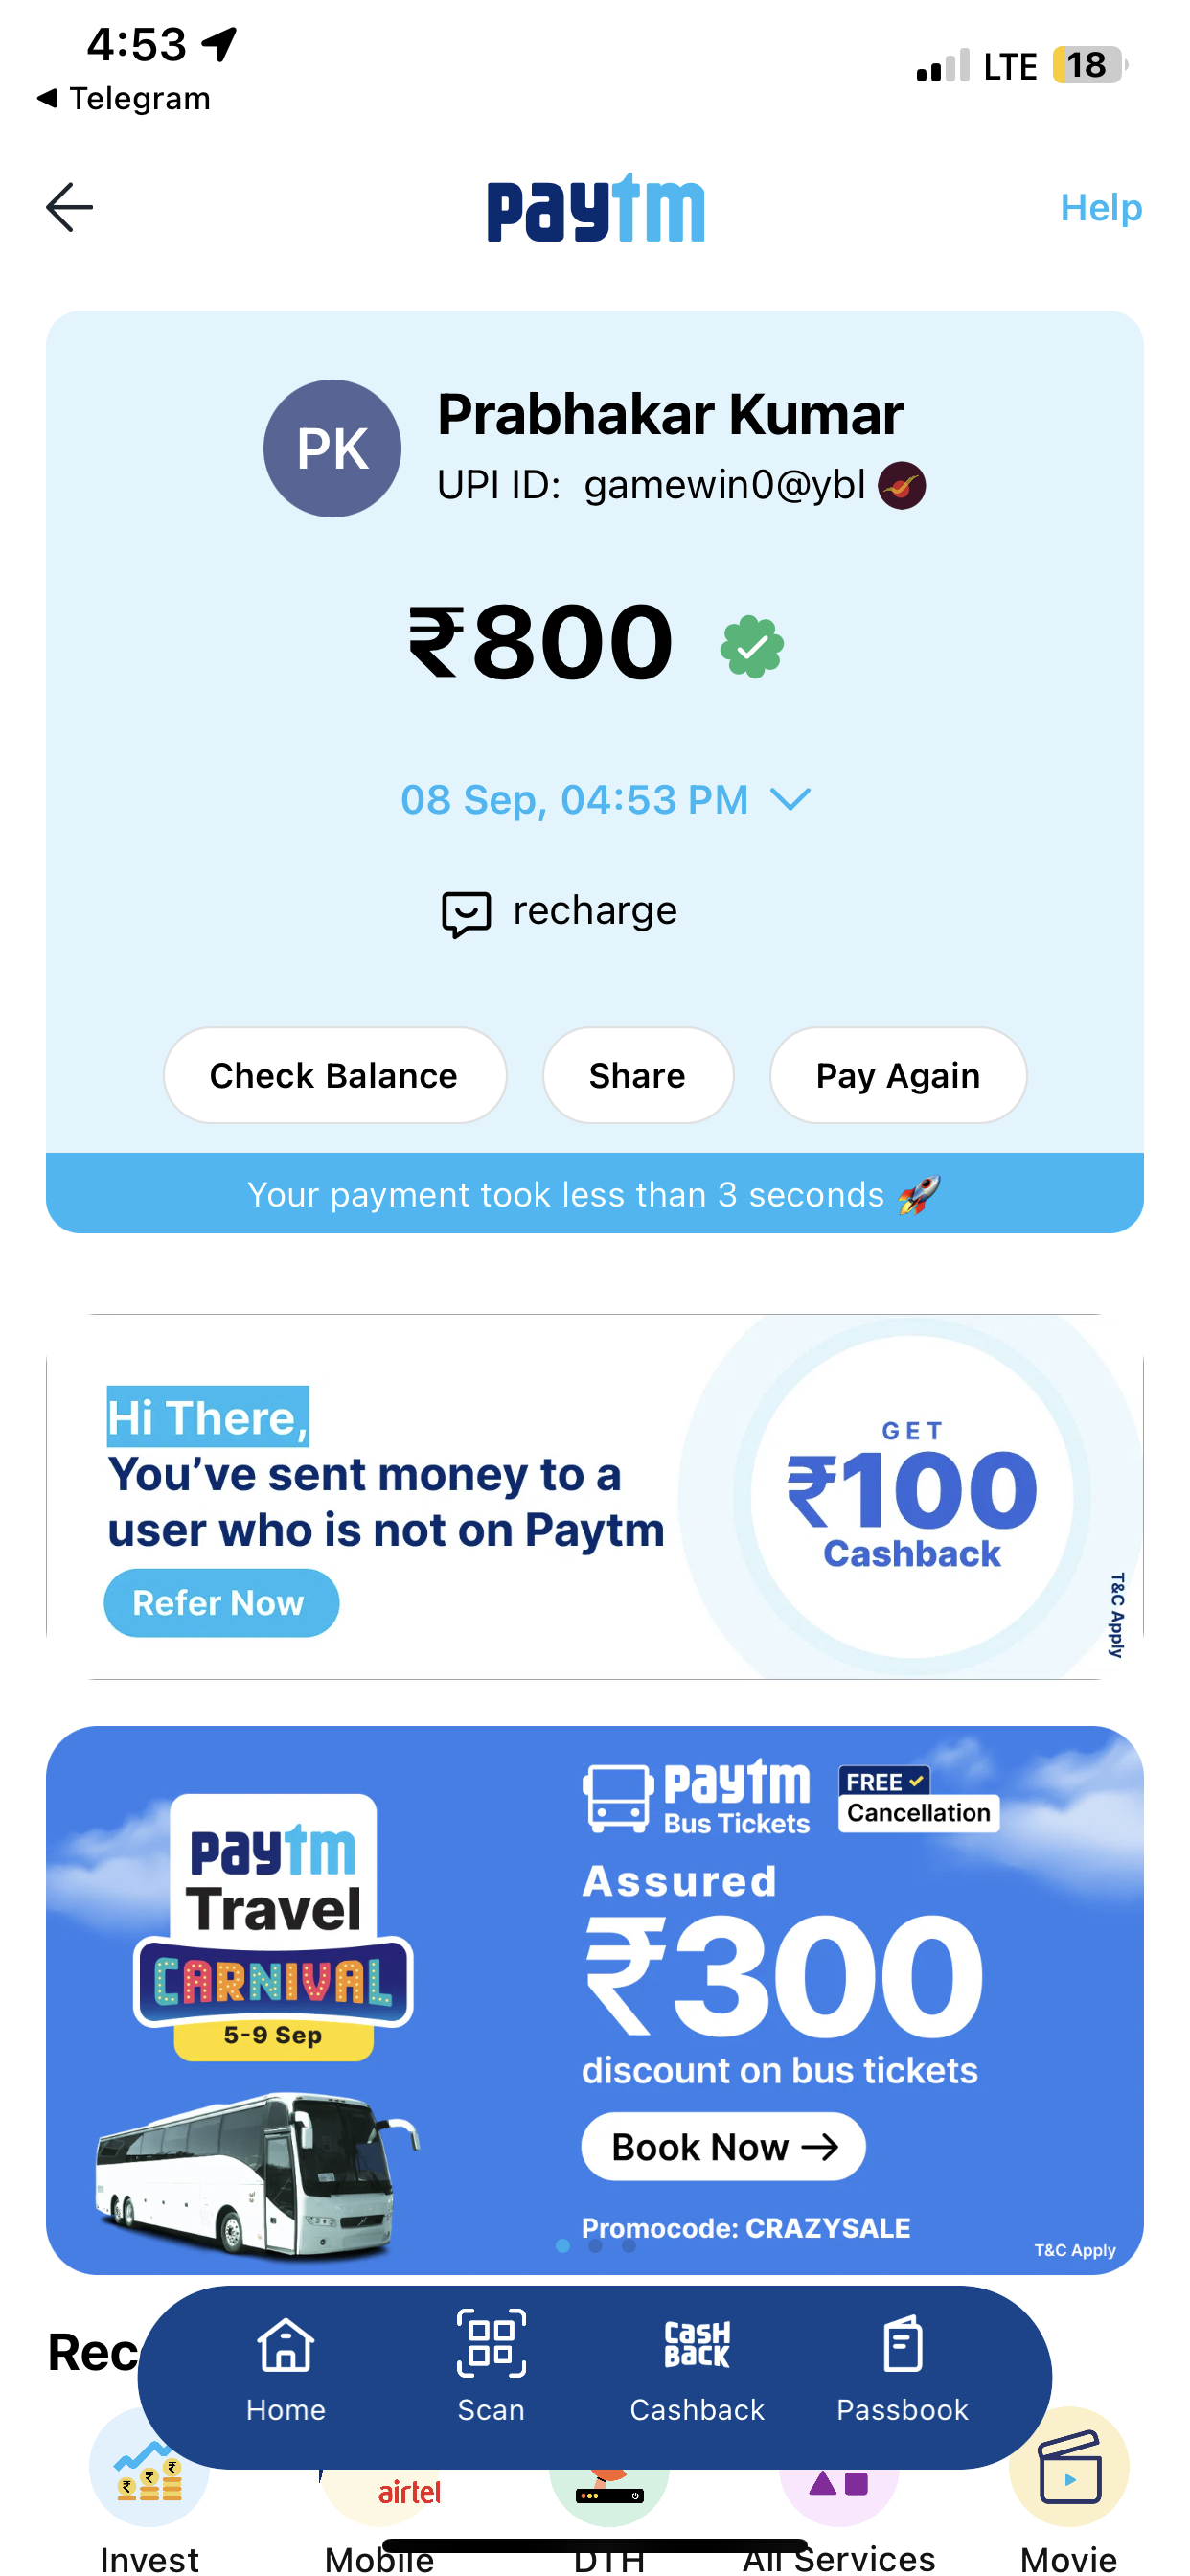 4:53
LTE 18
Telegram
paytm
Help
PK
Prabhakar Kumar
UPI ID: gamewin0@ybl
₹800
08 Sep, 04:53 PM
recharge
Check Balance
Share
Pay Again
Your payment took less than 3 seconds 🚀
Hi There,
You’ve sent money to a
user who is not on Paytm
Refer Now
GET
₹100
Cashback
T&C Apply
paytm
Travel
CARNIVAL
5-9 Sep
paytm
Bus Tickets
FREE
Cancellation
Assured
₹300
discount on bus tickets
Book Now →
Promocode: CRAZYSALE
T&C Apply
Rec
Home
Scan
CASH
BACK
Cashback
Passbook
airtel
Invest
Mobile
DTH
All Services
Movie